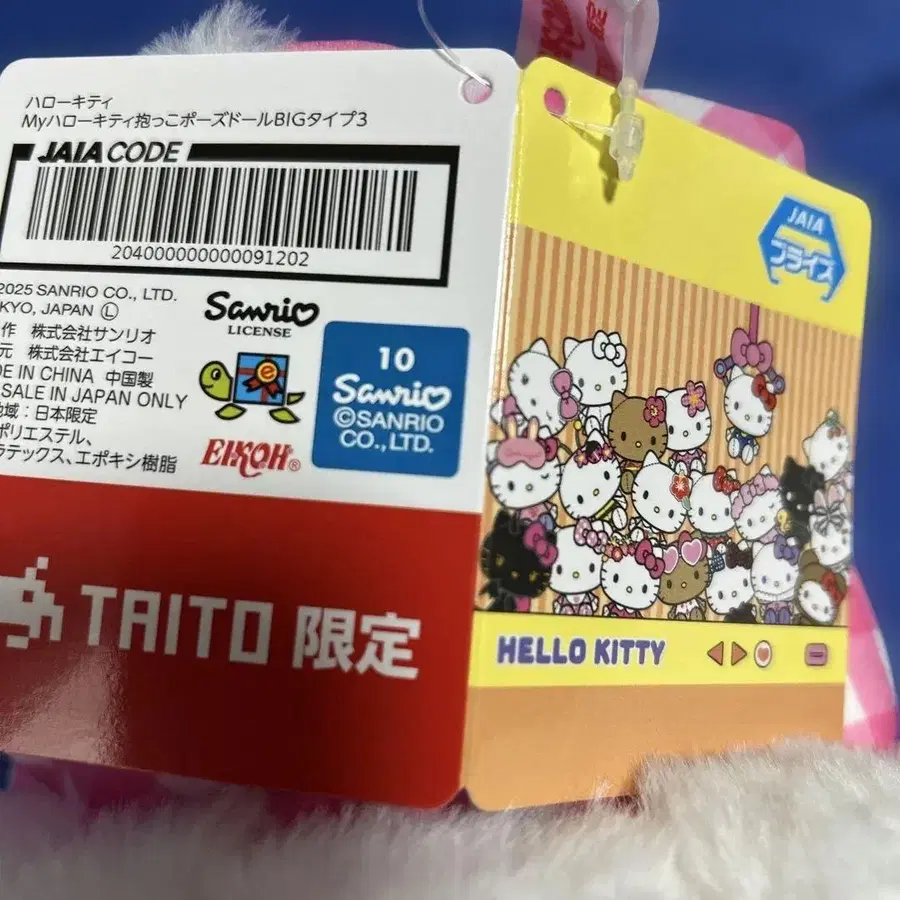 ハローキティ
Myハローキティ抱っこポーズドールBIGタイプ3
JAIA CODE
2040000000000091202
2025 SANRIO CO., LTD.
KYO, JAPAN Ⓛ
作 株式会社サンリオ
元 株式会社エイコー
DE IN CHINA 中国製
SALE IN JAPAN ONLY
地域：日本限定
ポリエステル、
ラテックス、エポキシ樹脂
Sanrio
LICENSE
e
EIKOH®
10
Sanrio
©SANRIO
CO., LTD.
TAITO 限定
限定
JAIA
プライズ
HELLO KITTY